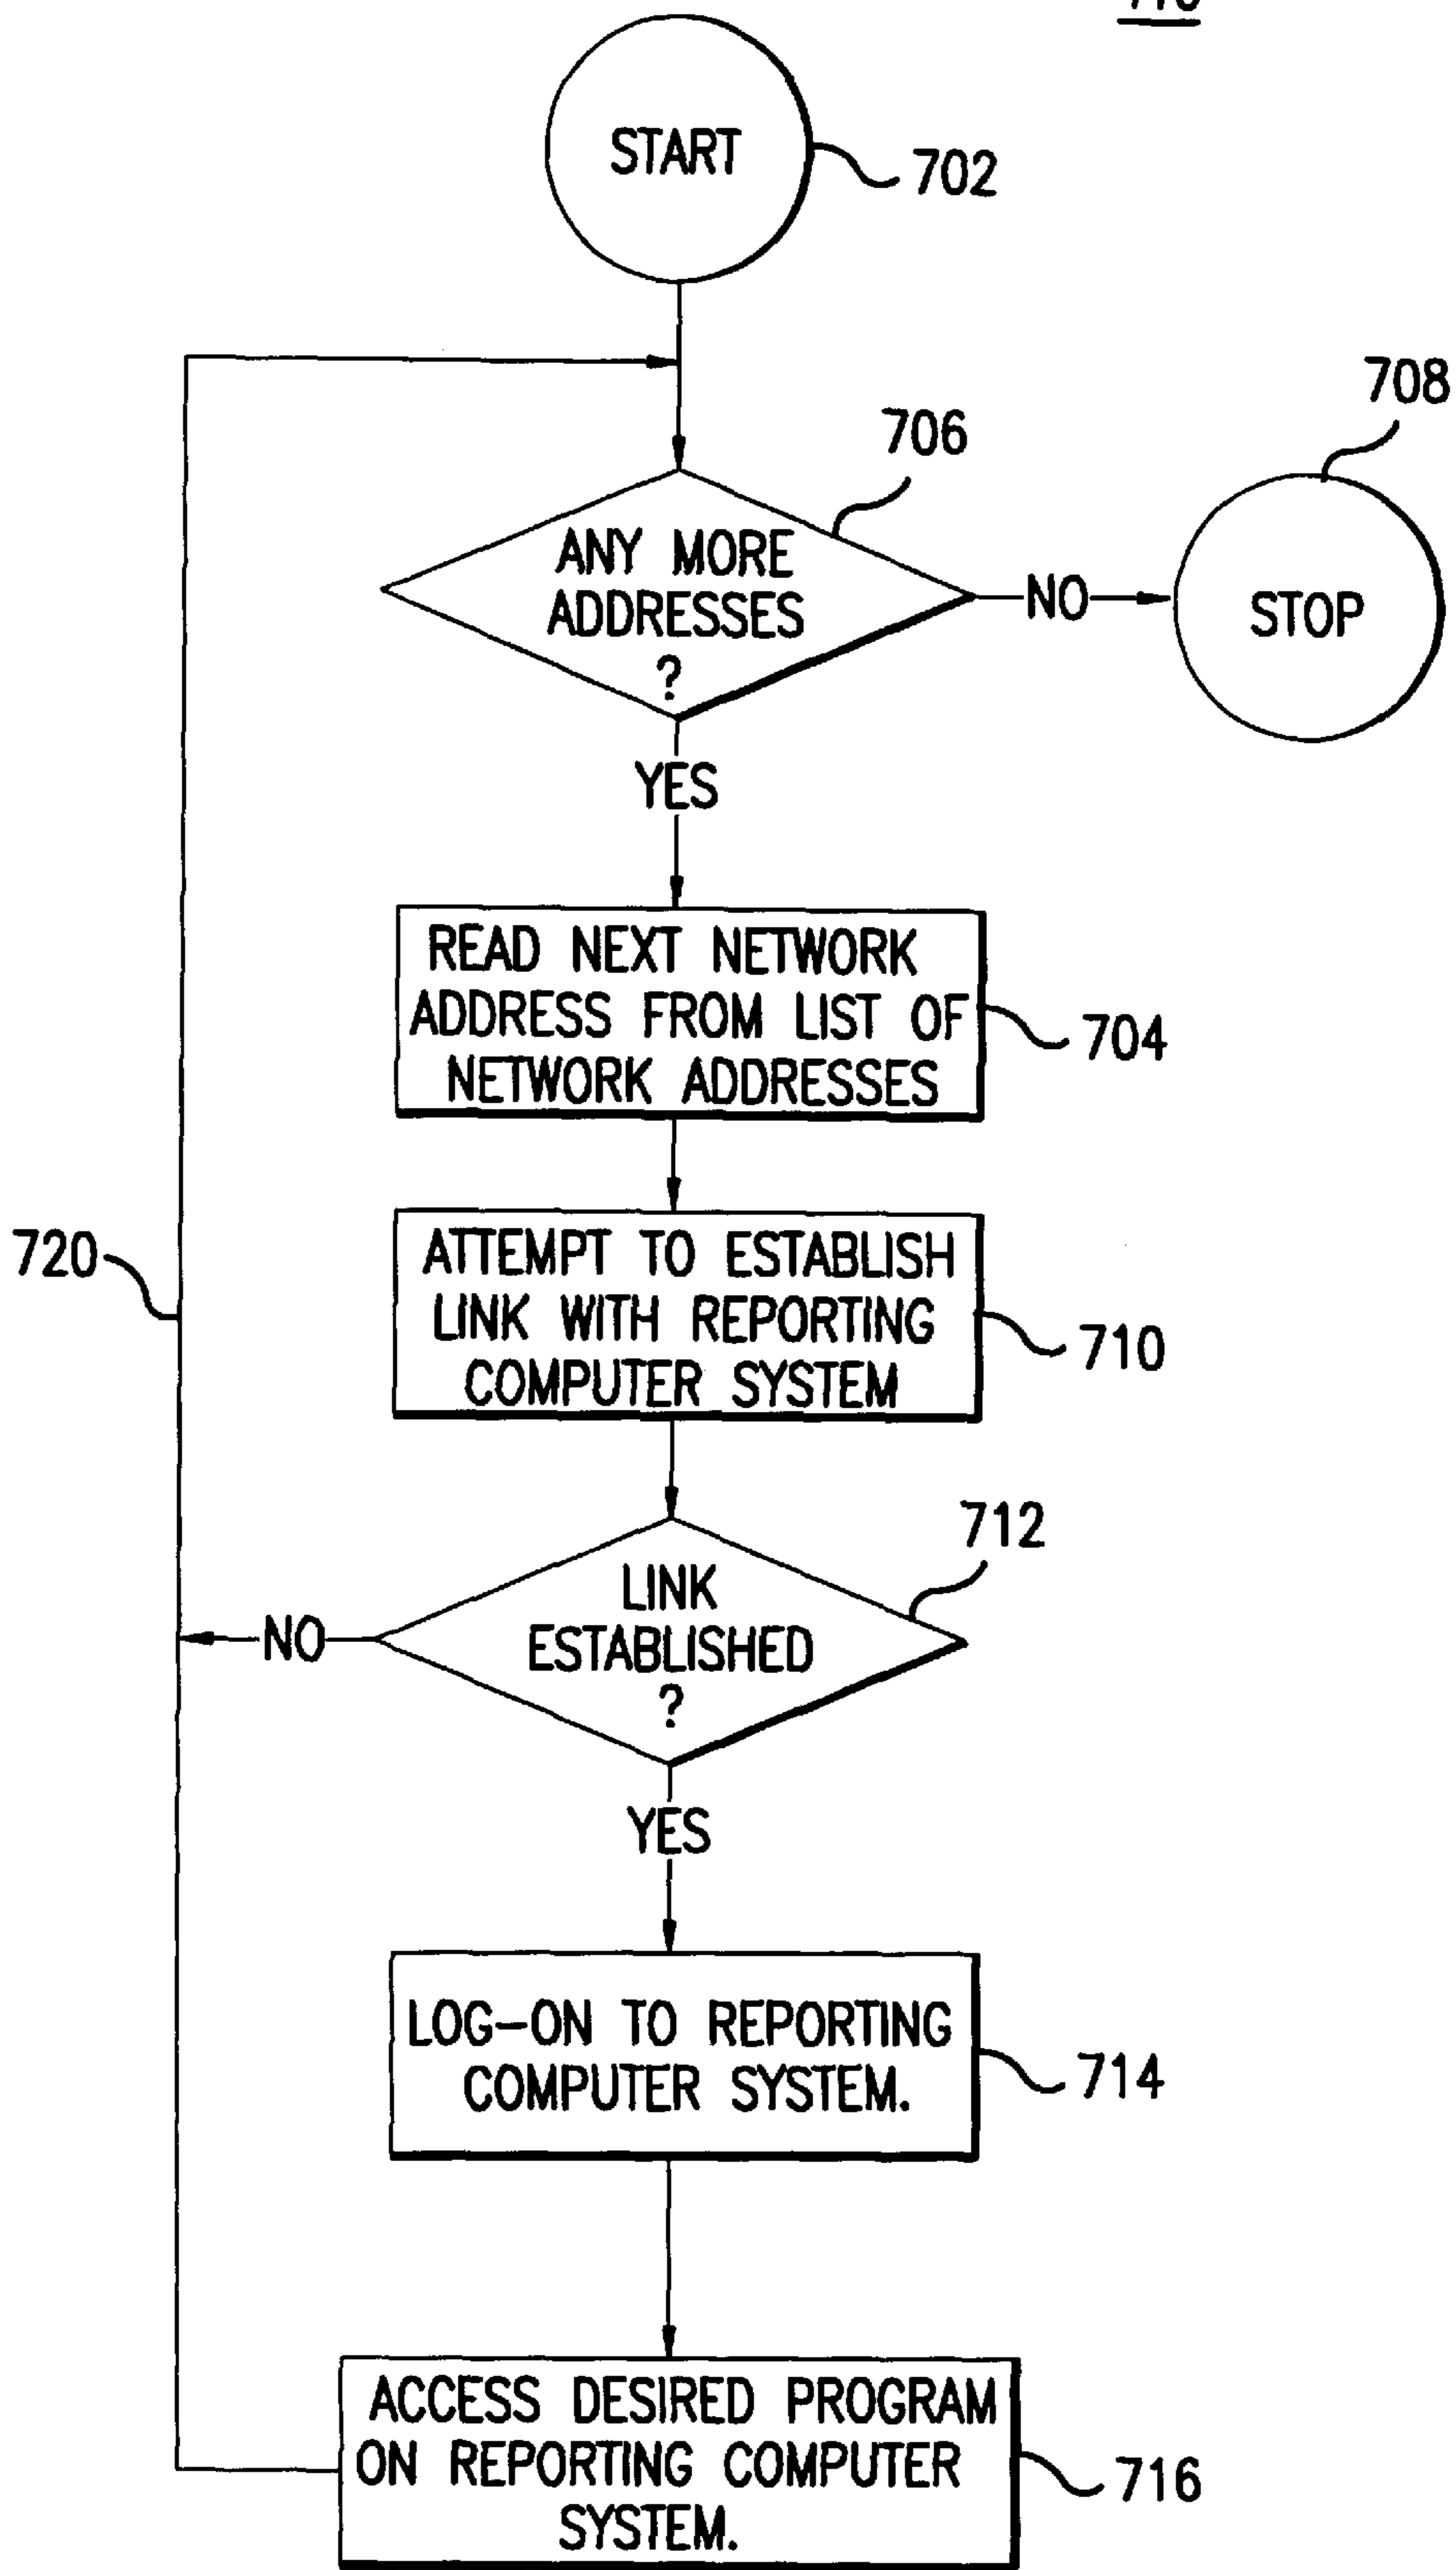 START
702
708
706
ANY MORE
ADDRESSES
?
NO
STOP
YES
READ NEXT NETWORK
ADDRESS FROM LIST OF
NETWORK ADDRESSES
704
720
ATTEMPT TO ESTABLISH
LINK WITH REPORTING
COMPUTER SYSTEM
710
712
LINK
ESTABLISHED
?
NO
YES
LOG-ON TO REPORTING
COMPUTER SYSTEM.
714
ACCESS DESIRED PROGRAM
ON REPORTING COMPUTER
SYSTEM.
716